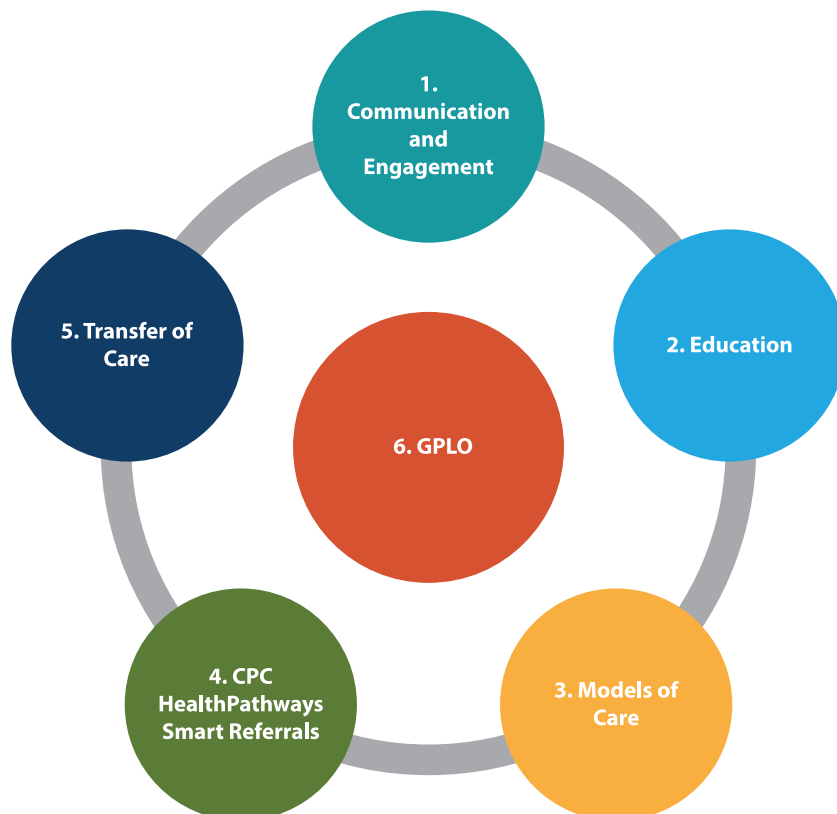 1.
Communication
and
Engagement
2. Education
3. Models of
Care
4. CPC
HealthPathways
Smart Referrals
5. Transfer of
Care
6. GPLO